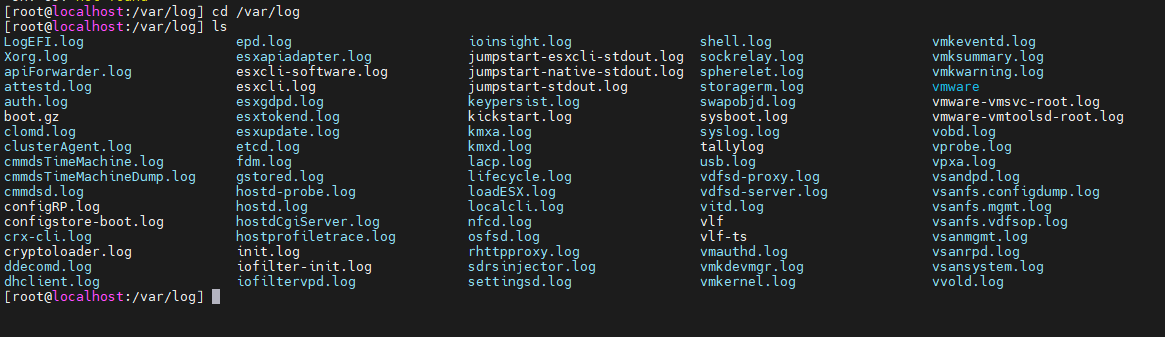 [root@localhost:/var/log] cd /var/log
[root@localhost:/var/log] ls
LogEFI.log epd.log ioinsight.log shell.log vmkeventd.log
Xorg.log esxapiadapter.log jumpstart-esxcli-stdout.log sockrelay.log vmksummary.log
apiForwarder.log esxcli-software.log jumpstart-native-stdout.log spherelet.log vmkwarning.log
attestd.log esxcli.log jumpstart-stdout.log storagerm.log vmware
auth.log esxgdpd.log keypersist.log swapobjd.log vmware-vmsvc-root.log
boot.gz esxtokend.log kickstart.log sysboot.log vmware-vmtoolsd-root.log
clomd.log esxupdate.log kmxa.log syslog.log vobd.log
clusterAgent.log etcd.log kmxd.log tallylog vprobe.log
cmmdsTimeMachine.log fdm.log lacp.log usb.log vpxa.log
cmmdsTimeMachineDump.log gstored.log lifecycle.log vdfsd-proxy.log vsandpd.log
cmmdsd.log hostd-probe.log loadESX.log vdfsd-server.log vsanfs.configdump.log
configRP.log hostd.log localcli.log vitd.log vsanfs.mgmt.log
configstore-boot.log hostdCgiServer.log nfcd.log vlf vsanfs.vdfsop.log
crx-cli.log hostprofiletrace.log osfsd.log vlf-ts vsanmgmt.log
cryptoloader.log init.log rhttpproxy.log vmauthd.log vsanrpd.log
ddecomd.log iofilter-init.log sdrsinjector.log vmkdevmgr.log vsansystem.log
dhclient.log iofiltervpd.log settingsd.log vmkernel.log vvold.log
[root@localhost:/var/log]